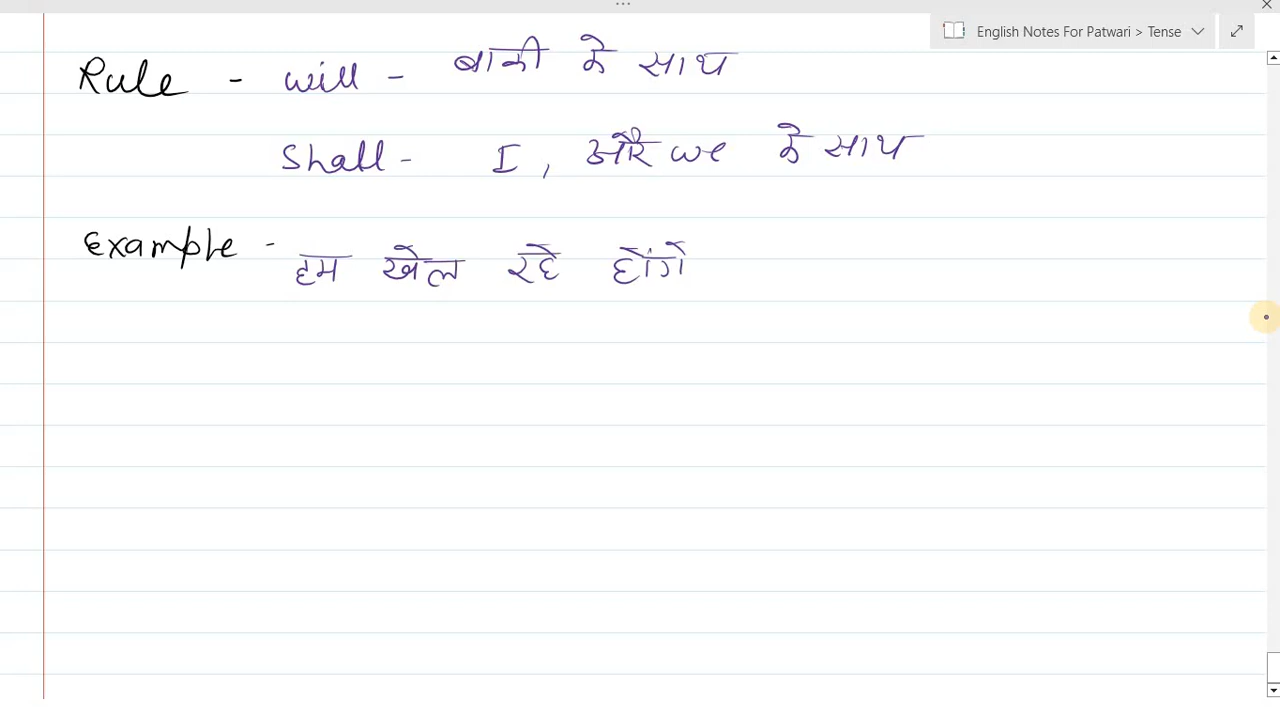 English Notes For Patwari > Tense
Rule - will - बाकी के साथ
Shall - I, और we के साथ
Example - हम खेल रहे होंगे